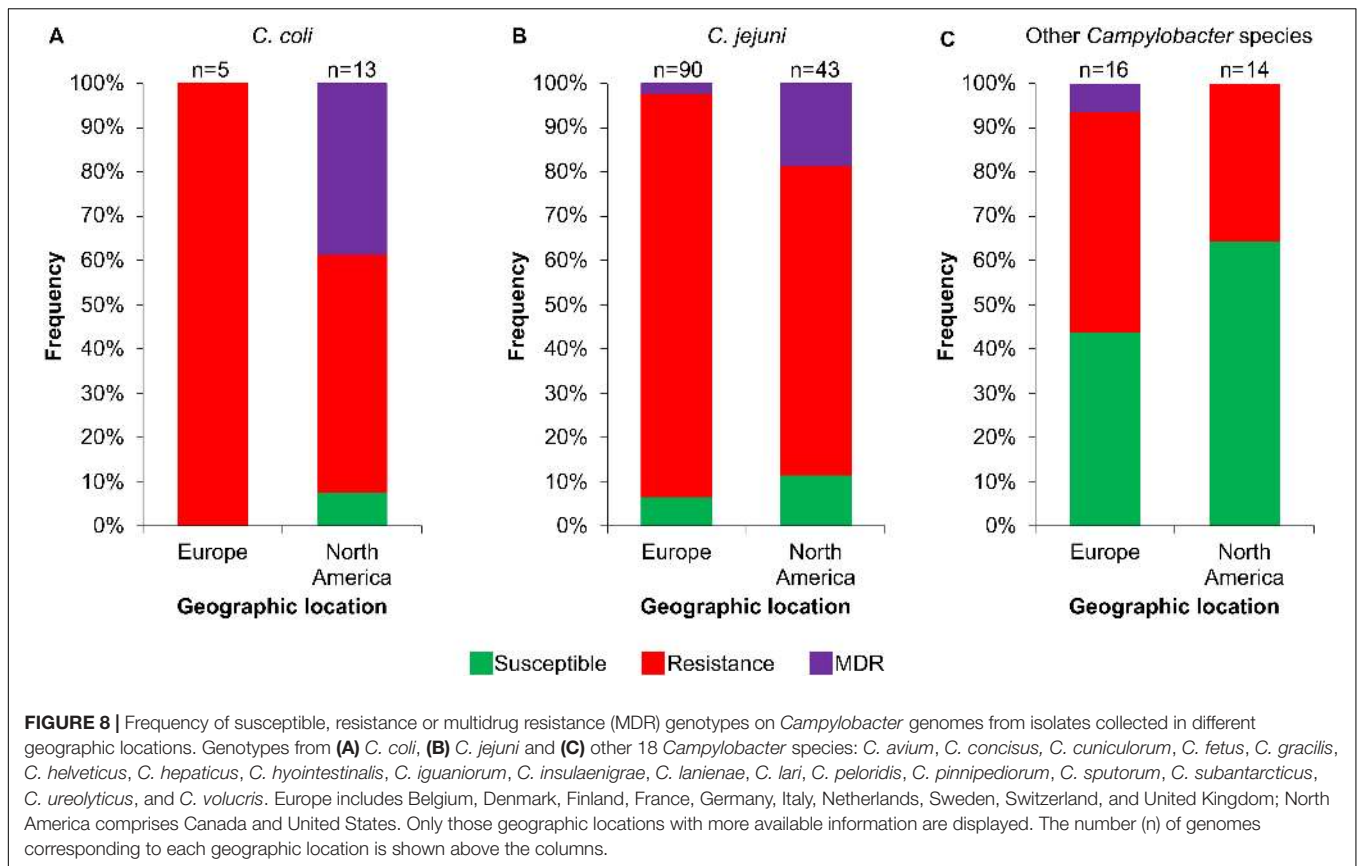 A
C. coli
n=5
n=13
100%
90%
80%
70%
60%
50%
40%
30%
20%
10%
0%
Frequency
Europe
North
America
Geographic location
B
C. jejuni
n=90
n=43
100%
90%
80%
70%
60%
50%
40%
30%
20%
10%
0%
Frequency
Europe
North
America
Geographic location
C
Other Campylobacter species
n=16
n=14
100%
90%
80%
70%
60%
50%
40%
30%
20%
10%
0%
Frequency
Europe
North
America
Geographic location
Susceptible Resistance MDR
FIGURE 8 | Frequency of susceptible, resistance or multidrug resistance (MDR) genotypes on Campylobacter genomes from isolates collected in different
geographic locations. Genotypes from (A) C. coli, (B) C. jejuni and (C) other 18 Campylobacter species: C. avium, C. concisus, C. cuniculorum, C. fetus, C. gracilis,
C. helveticus, C. hepaticus, C. hyointestinalis, C. iguaniorum, C. insulaenigrae, C. lanienae, C. lari, C. peloridis, C. pinnipediorum, C. sputorum, C. subantarcticus,
C. ureolyticus, and C. volucris. Europe includes Belgium, Denmark, Finland, France, Germany, Italy, Netherlands, Sweden, Switzerland, and United Kingdom; North
America comprises Canada and United States. Only those geographic locations with more available information are displayed. The number (n) of genomes
corresponding to each geographic location is shown above the columns.